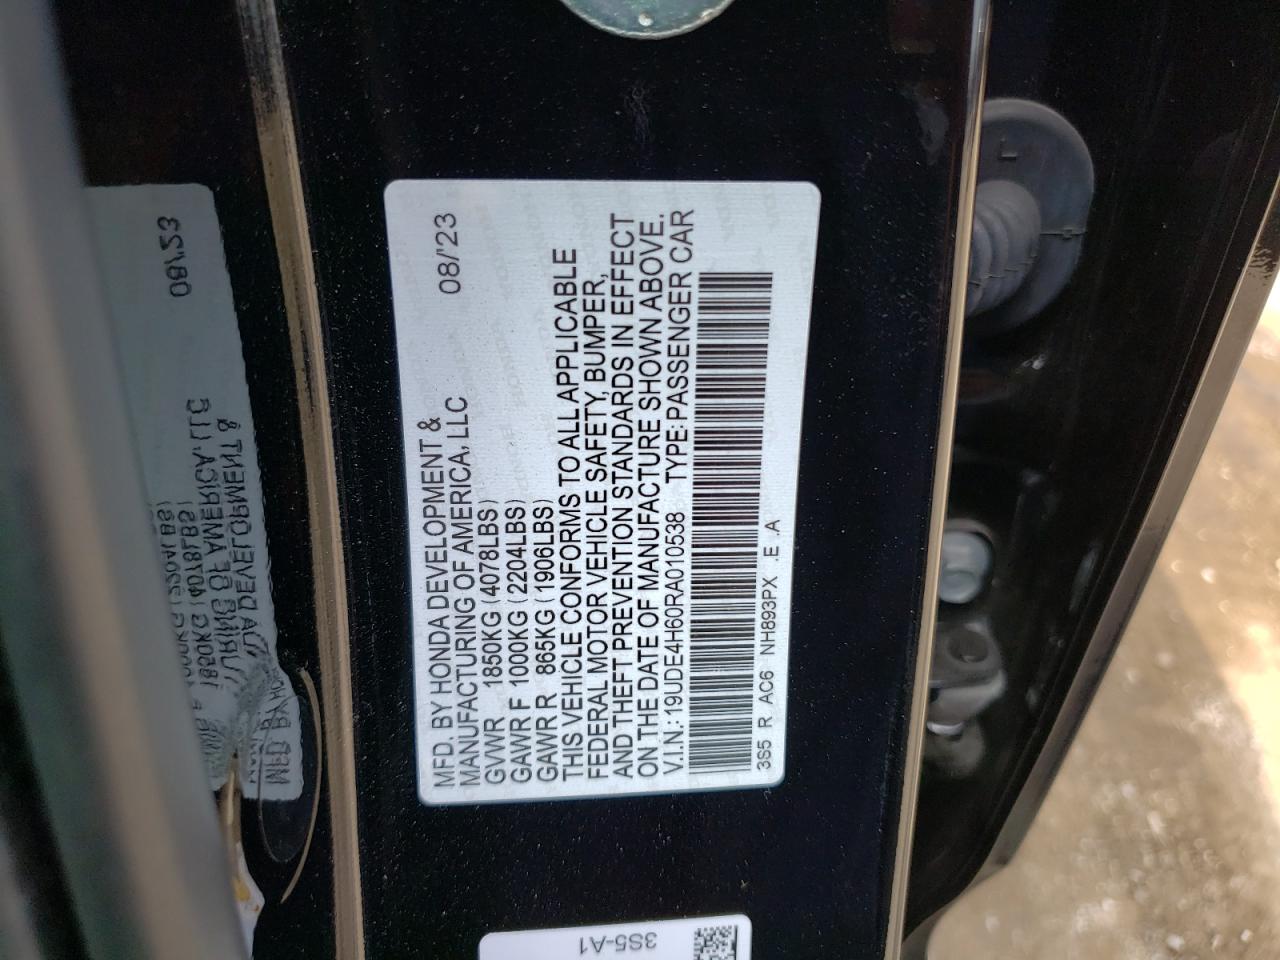 MFD. BY HONDA DEVELOPMENT &
MANUFACTURING OF AMERICA, LLC 08/'23
GVWR 1850KG (4078LBS)
GAWR F 1000KG (2204LBS)
GAWR R 865KG (1906LBS)
THIS VEHICLE CONFORMS TO ALL APPLICABLE
FEDERAL MOTOR VEHICLE SAFETY, BUMPER,
AND THEFT PREVENTION STANDARDS IN EFFECT
ON THE DATE OF MANUFACTURE SHOWN ABOVE.
V.I.N.: 19UDE4H60RA010538 TYPE: PASSENGER CAR
3S5 R AC6 NH893PX .E .A
3S5-A1
L